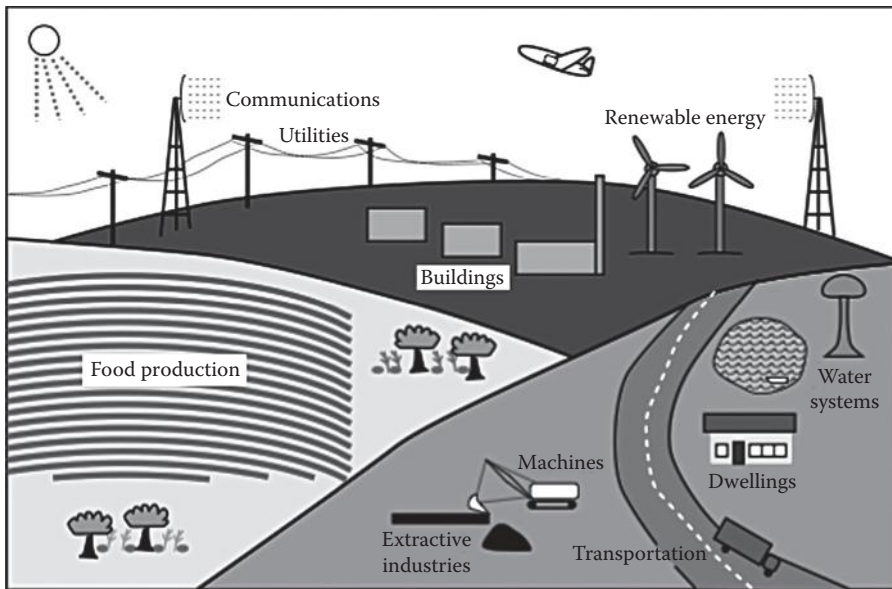 Communications
Utilities
Renewable energy
Buildings
Food production
Water
systems
Machines
Dwellings
Extractive
industries
Transportation